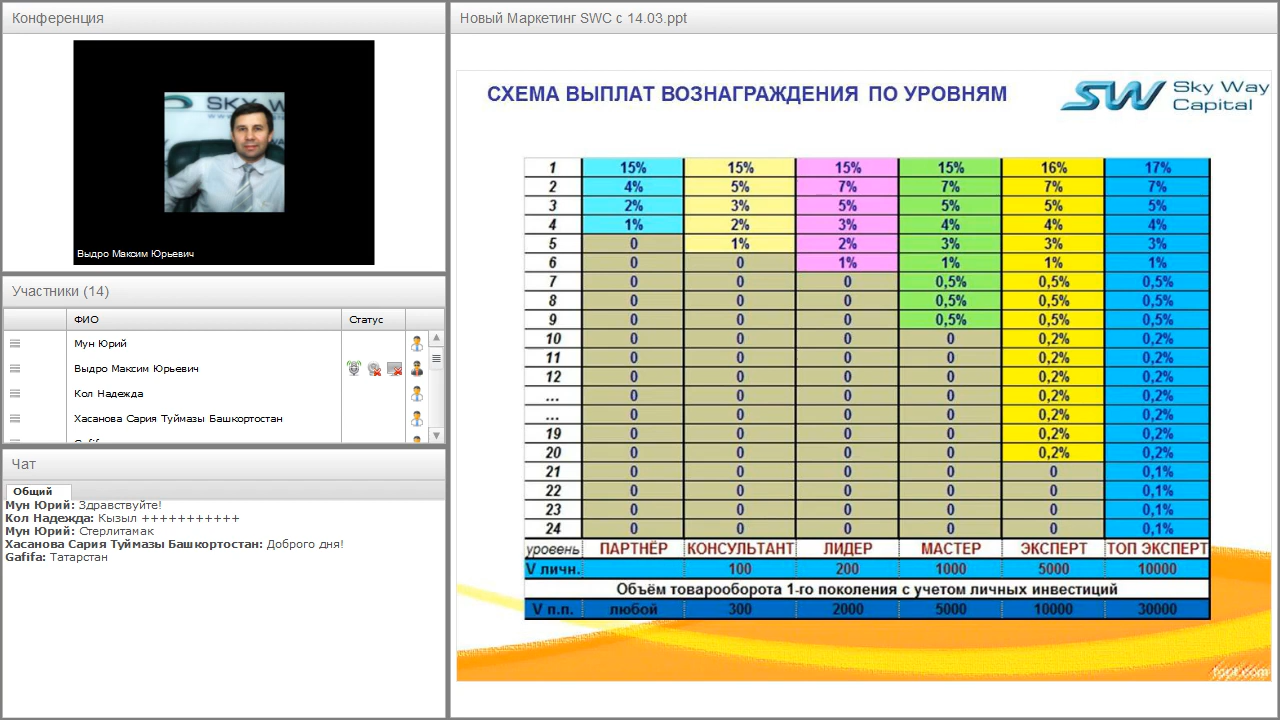 Конференция
Выдро Максим Юрьевич
Участники (14)
ФИО Статус
Мун Юрий
Выдро Максим Юрьевич
Кол Надежда
Хасанова Сария Туймазы Башкортостан
Чат
Общий
Мун Юрий: Здравствуйте!
Кол Надежда: Кызыл +++++++++++
Мун Юрий: Стерлитамак
Хасанова Сария Туймазы Башкортостан: Доброго дня!
Gafifa: Татарстан
Новый Маркетинг SWC с 14.03.ppt
СХЕМА ВЫПЛАТ ВОЗНАГРАЖДЕНИЯ ПО УРОВНЯМ
SW Sky Way
Capital
1 15% 15% 15% 15% 16% 17%
2 4% 5% 7% 7% 7% 7%
3 2% 3% 5% 5% 5% 5%
4 1% 2% 3% 4% 4% 4%
5 0 1% 2% 3% 3% 3%
6 0 0 1% 1% 1% 1%
7 0 0 0 0,5% 0,5% 0,5%
8 0 0 0 0,5% 0,5% 0,5%
9 0 0 0 0,5% 0,5% 0,5%
10 0 0 0 0 0,2% 0,2%
11 0 0 0 0 0,2% 0,2%
12 0 0 0 0 0,2% 0,2%
... 0 0 0 0 0,2% 0,2%
... 0 0 0 0 0,2% 0,2%
19 0 0 0 0 0,2% 0,2%
20 0 0 0 0 0,2% 0,2%
21 0 0 0 0 0 0,1%
22 0 0 0 0 0 0,1%
23 0 0 0 0 0 0,1%
24 0 0 0 0 0 0,1%
уровень ПАРТНЁР КОНСУЛЬТАНТ ЛИДЕР МАСТЕР ЭКСПЕРТ ТОП ЭКСПЕРТ
V личн. 100 200 1000 5000 10000
Объём товарооборота 1-го поколения с учетом личных инвестиций
V п.п. любой 300 2000 5000 10000 30000
fppt.com